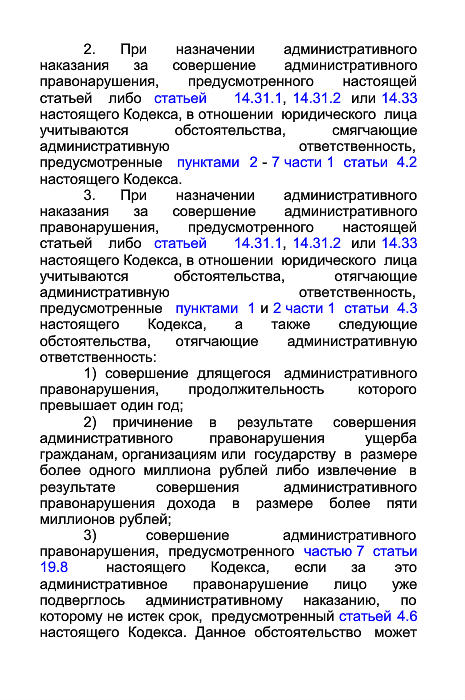 2. При назначении административного
наказания за совершение административного
правонарушения, предусмотренного настоящей
статьей либо статьей 14.31.1, 14.31.2 или 14.33
настоящего Кодекса, в отношении юридического лица
учитываются обстоятельства, смягчающие
административную ответственность,
предусмотренные пунктами 2 - 7 части 1 статьи 4.2
настоящего Кодекса.
3. При назначении административного
наказания за совершение административного
правонарушения, предусмотренного настоящей
статьей либо статьей 14.31.1, 14.31.2 или 14.33
настоящего Кодекса, в отношении юридического лица
учитываются обстоятельства, отягчающие
административную ответственность,
предусмотренные пунктами 1 и 2 части 1 статьи 4.3
настоящего Кодекса, а также следующие
обстоятельства, отягчающие административную
ответственность:
1) совершение длящегося административного
правонарушения, продолжительность которого
превышает один год;
2) причинение в результате совершения
административного правонарушения ущерба
гражданам, организациям или государству в размере
более одного миллиона рублей либо извлечение в
результате совершения административного
правонарушения дохода в размере более пяти
миллионов рублей;
3) совершение административного
правонарушения, предусмотренного частью 7 статьи
19.8 настоящего Кодекса, если за это
административное правонарушение лицо уже
подверглось административному наказанию, по
которому не истек срок, предусмотренный статьей 4.6
настоящего Кодекса. Данное обстоятельство может